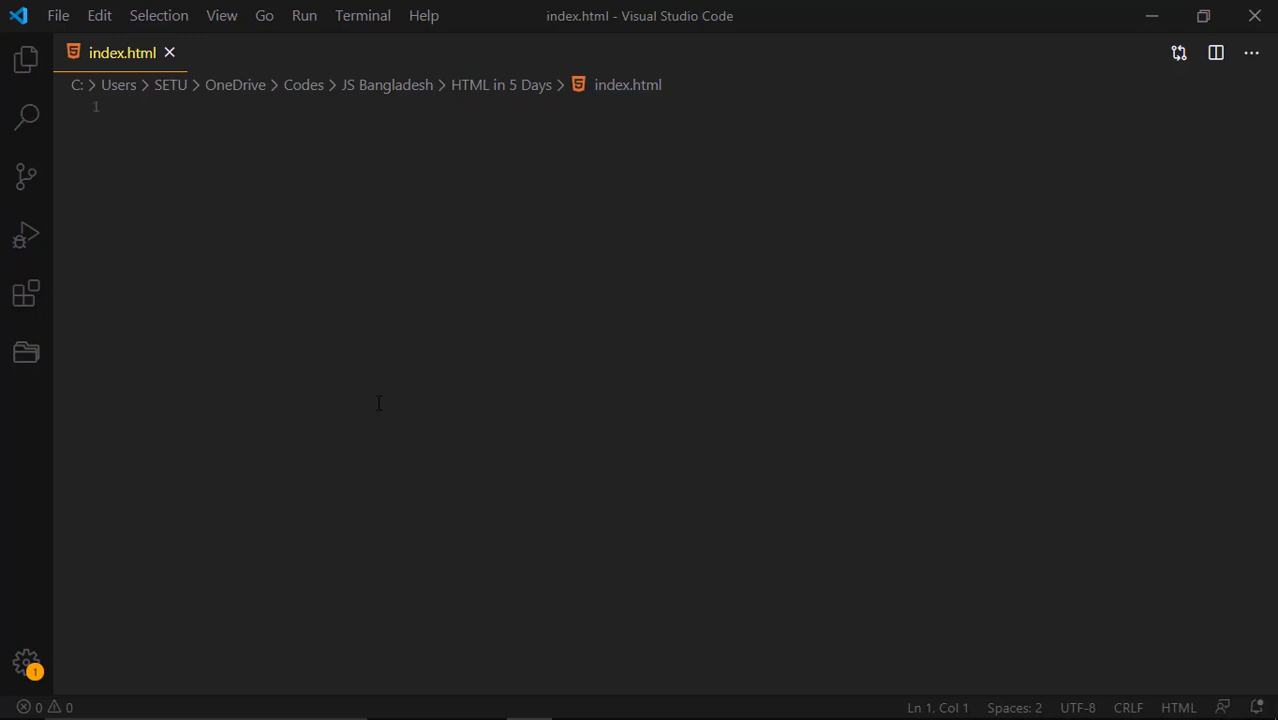 File Edit Selection View Go Run Terminal Help index.html - Visual Studio Code
index.html
C: > Users > SETU > OneDrive > Codes > JS Bangladesh > HTML in 5 Days > index.html
1
1
0 0 Ln 1, Col 1 Spaces: 2 UTF-8 CRLF HTML